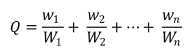 Q = w₁/W₁ + w₂/W₂ + ⋯ + wₙ/Wₙ